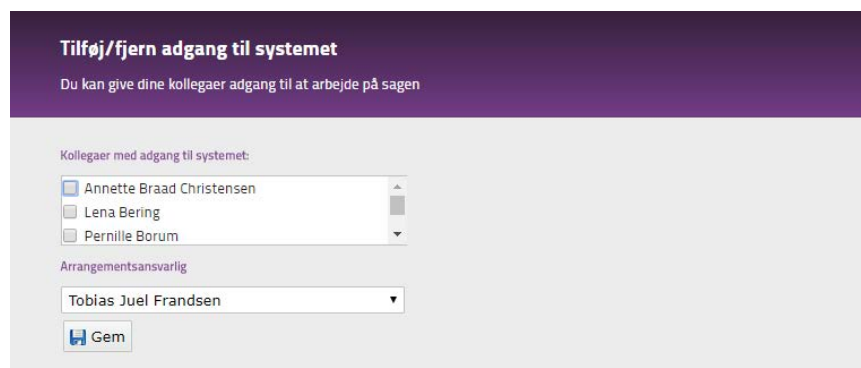 Tilføj/fjern adgang til systemet
Du kan give dine kollegaer adgang til at arbejde på sagen
Kollegaer med adgang til systemet:
Annette Braad Christensen
Lena Bering
Pernille Borum
Arrangementsansvarlig
Tobias Juel Frandsen
Gem